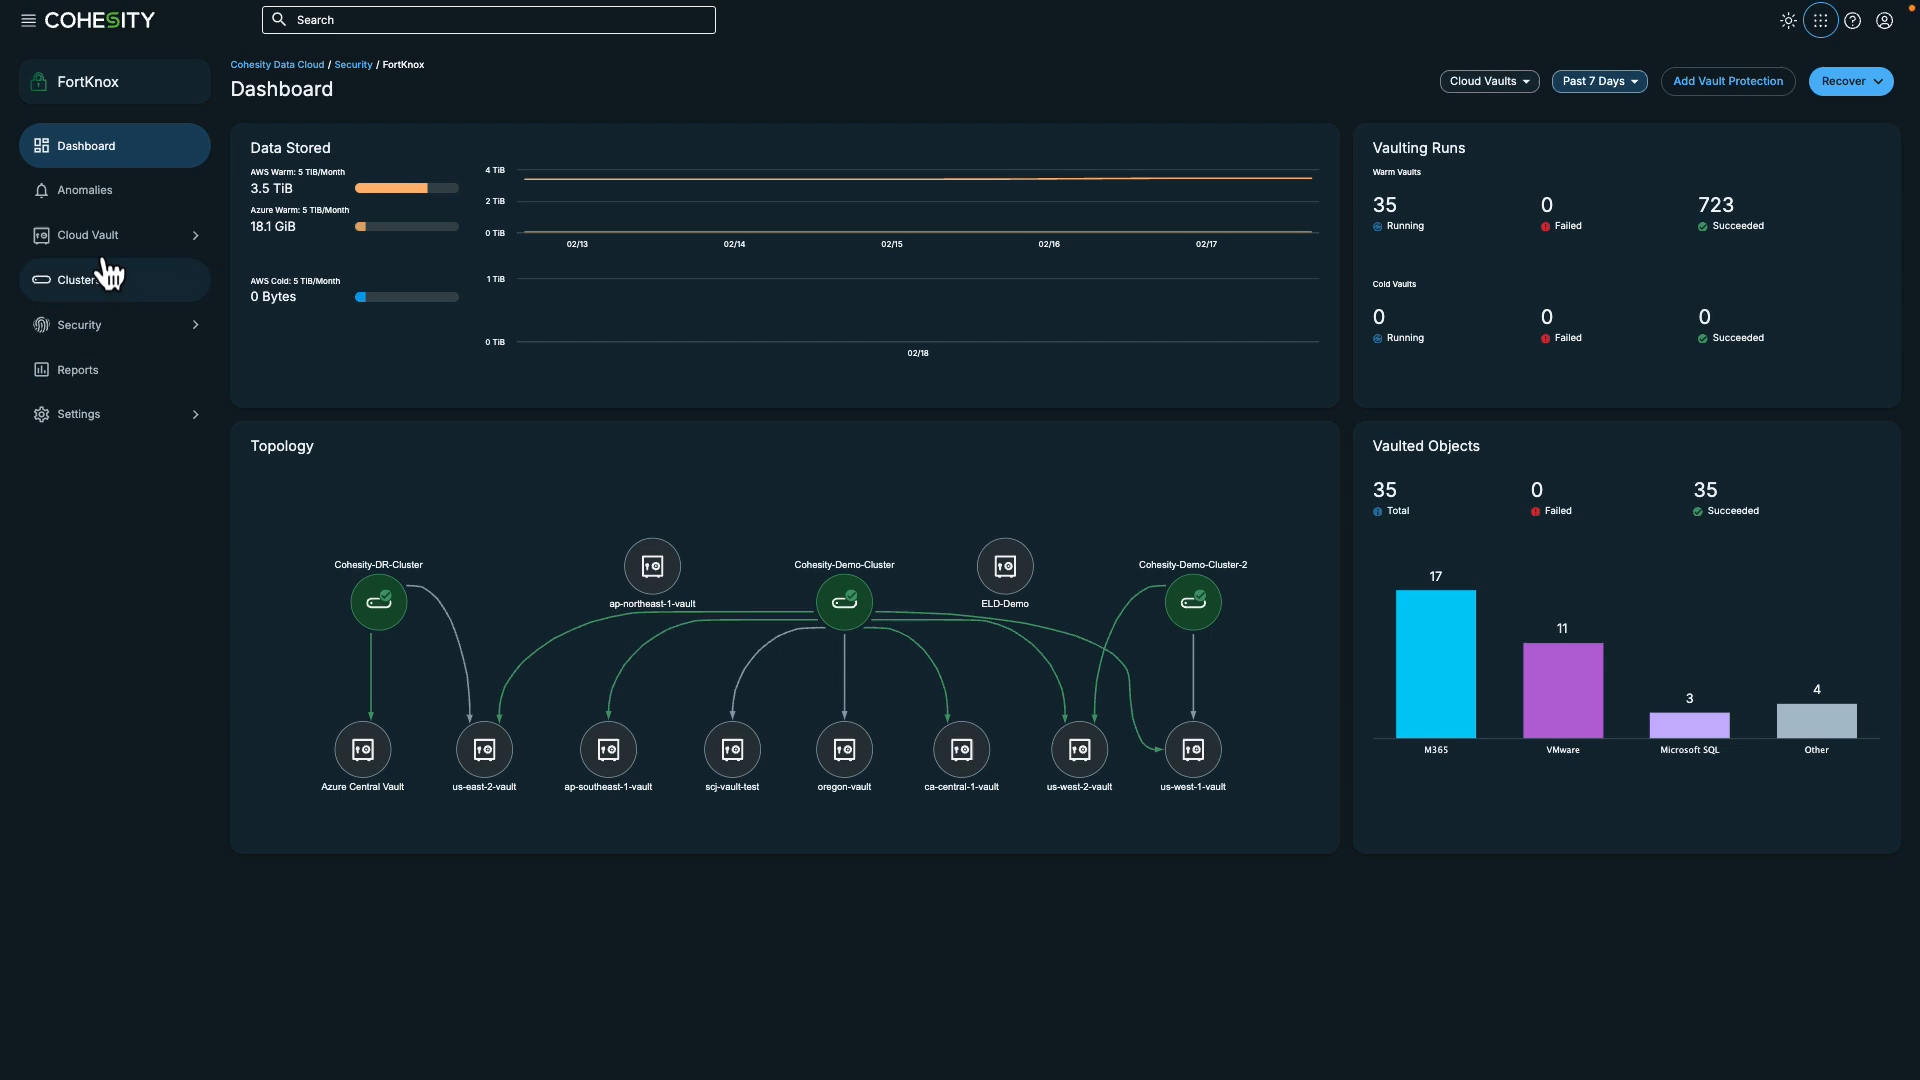 COHESITY
Search
FortKnox
Dashboard
Anomalies
Cloud Vault
Cluster
Security
Reports
Settings
Cohesity Data Cloud / Security / FortKnox
Dashboard
Cloud Vaults
Past 7 Days
Add Vault Protection
Recover
Data Stored
AWS Warm: 5 TIB/Month
3.5 TiB
Azure Warm: 5 TIB/Month
18.1 GiB
4 TiB
2 TiB
0 TiB
02/13
02/14
02/15
02/16
02/17
AWS Cold: 5 TIB/Month
0 Bytes
1 TiB
0 TiB
02/18
Vaulting Runs
Warm Vaults
35
0
723
Running
Failed
Succeeded
Cold Vaults
0
0
0
Running
Failed
Succeeded
Topology
Cohesity-DR-Cluster
ap-northeast-1-vault
Cohesity-Demo-Cluster
ELD-Demo
Cohesity-Demo-Cluster-2
Azure Central Vault
us-east-2-vault
ap-southeast-1-vault
scj-vault-test
oregon-vault
ca-central-1-vault
us-west-2-vault
us-west-1-vault
Vaulted Objects
35
0
35
Total
Failed
Succeeded
17
11
3
4
M365
VMware
Microsoft SQL
Other